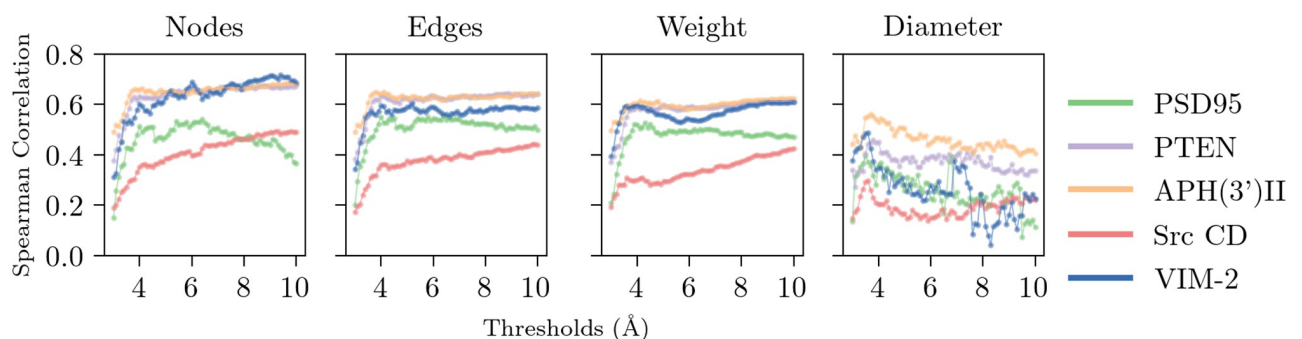 Nodes
Edges
Weight
Diameter
Spearman Correlation
0.8
0.6
0.4
0.2
0.0
4 6 8 10
4 6 8 10
4 6 8 10
4 6 8 10
Thresholds (Å)
PSD95
PTEN
APH(3')II
Src CD
VIM-2